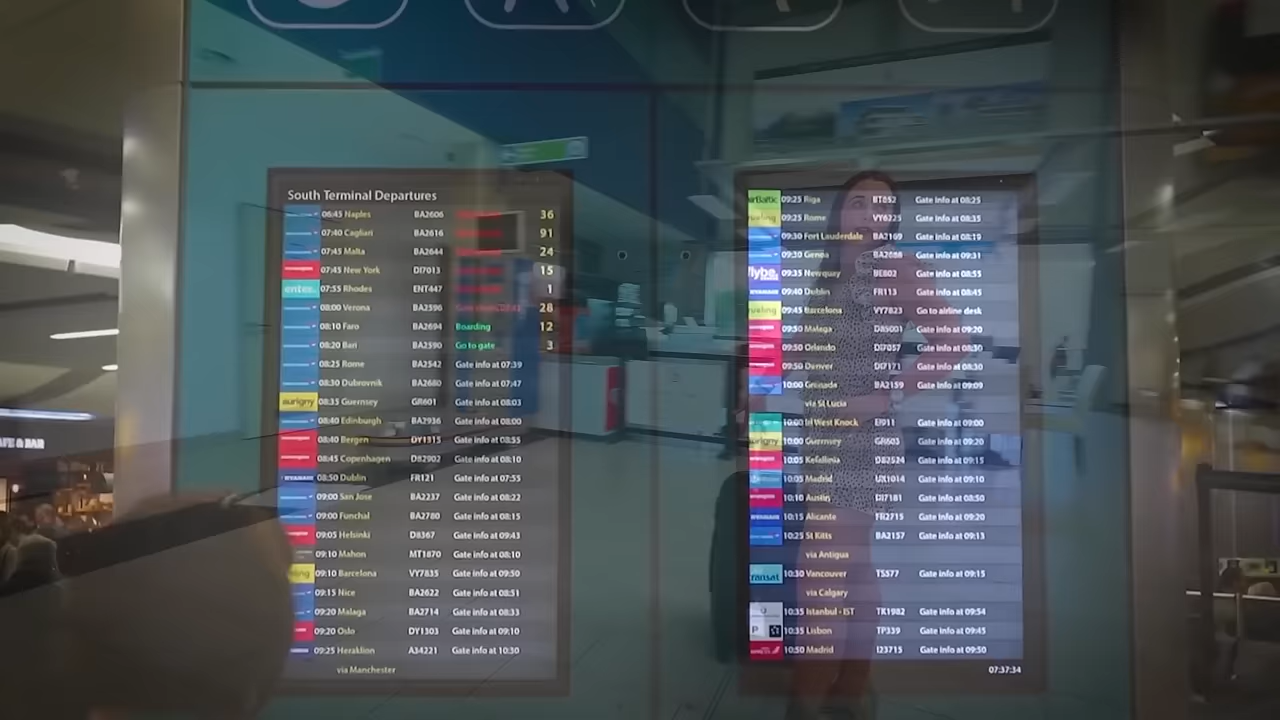 South Terminal Departures
06:45 Naples BA2606 36
07:40 Cagliari BA2616 91
07:45 Malta BA2644 24
07:45 New York DI7013 15
enter. 07:35 Rhodes ENT447 1
08:00 Verona BA2596 28
08:10 Faro BA2694 Boarding 12
08:20 Bari BA2590 Go to gate 3
08:25 Rome BA2542 Gate info at 07:39
08:30 Dubrovnik BA2680 Gate info at 07:47
aurigny 08:35 Guernsey GR601 Gate info at 08:03
08:40 Edinburgh BA2936 Gate info at 08:00
08:40 Bergen DY1315 Gate info at 08:55
08:45 Copenhagen D82902 Gate info at 08:10
08:50 Dublin FR121 Gate info at 07:55
09:00 San Jose BA2237 Gate info at 08:22
09:00 Funchal BA2780 Gate info at 08:15
09:05 Helsinki D8367 Gate info at 09:43
09:10 Mahon MT1870 Gate info at 08:10
09:10 Barcelona VY7835 Gate info at 09:50
09:15 Nice BA2622 Gate info at 08:51
09:20 Malaga BA2714 Gate info at 08:33
09:20 Oslo DY1303 Gate info at 09:10
09:25 Heraklion A34221 Gate info at 10:30
via Manchester
airBaltic 09:25 Riga BT852 Gate info at 08:25
vueling 09:25 Rome VY6225 Gate info at 08:35
09:30 Fort Lauderdale BA2169 Gate info at 08:19
09:30 Genoa Gate info at 09:31
flybe. 09:35 Newquay BE802 Gate info at 08:55
09:40 Dublin FR113 Gate info at 08:45
vueling 09:45 Barcelona VY7823 Go to airline desk
09:50 Malaga Gate info at 09:20
09:50 Orlando DI7057 Gate info at 08:30
09:50 Denver DI7171 Gate info at 08:30
10:00 Grenada BA2159 Gate info at 09:09
via St Lucia
10:00 West Knock EI911 Gate info at 09:00
aurigny 10:00 Guernsey GR603 Gate info at 09:20
10:05 Kefallinia D82524 Gate info at 09:15
10:05 Madrid UX1014 Gate info at 09:10
10:10 Austin DI7181 Gate info at 08:50
10:15 Alicante Gate info at 09:20
10:25 St Kitts BA2157 Gate info at 09:13
via Antigua
transat 10:30 Vancouver TS577 Gate info at 09:15
via Calgary
10:35 Istanbul - IST TK1982 Gate info at 09:54
10:35 Lisbon TP339 Gate info at 09:45
10:50 Madrid I23715 Gate info at 09:50
07:37:34
& BAR